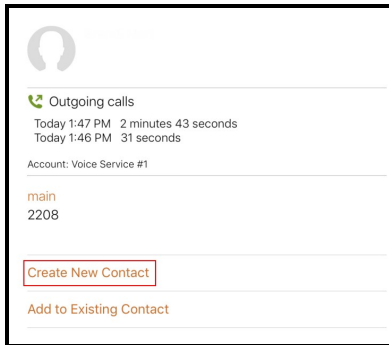 Outgoing calls
Today 1:47 PM 2 minutes 43 seconds
Today 1:46 PM 31 seconds
Account: Voice Service #1
main
2208
Create New Contact
Add to Existing Contact